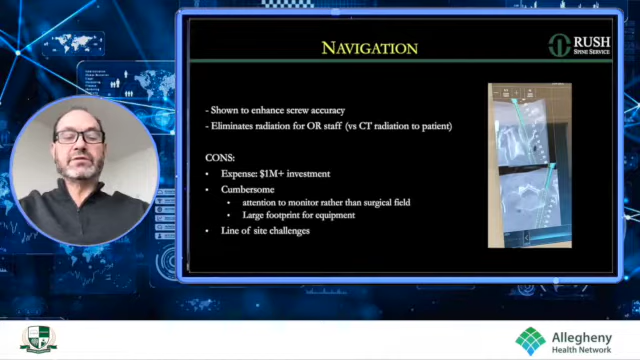 NAVIGATION
RUSH
SPINE SERVICE
- Shown to enhance screw accuracy
- Eliminates radiation for OR staff (vs CT radiation to patient)
CONS:
• Expense: $1M+ investment
• Cumbersome
• attention to monitor rather than surgical field
• Large footprint for equipment
• Line of site challenges
Allegheny
Health Network